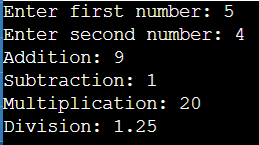 Enter first number: 5
Enter second number: 4
Addition: 9
Subtraction: 1
Multiplication: 20
Division: 1.25